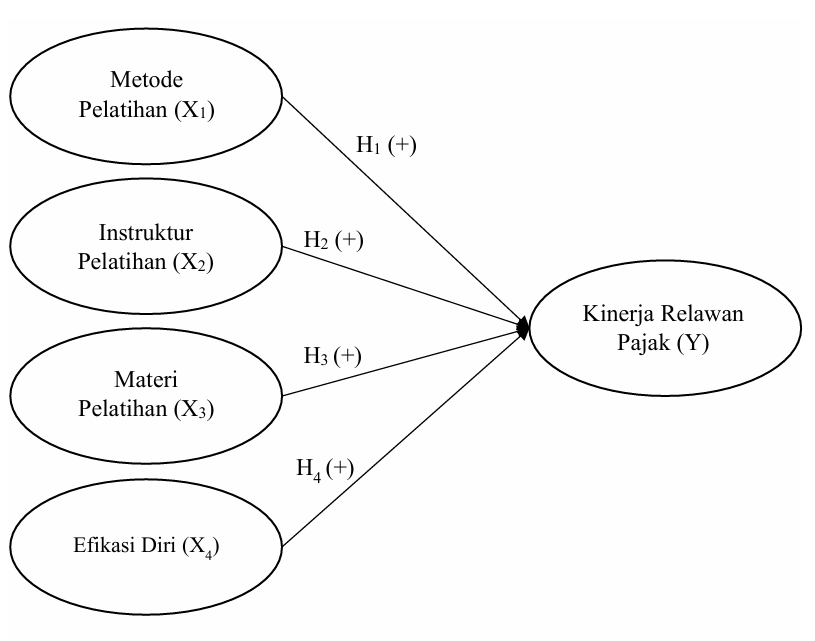 Metode
Pelatihan (X₁)
H₁ (+)
Instruktur
Pelatihan (X₂)
H₂ (+)
Kinerja Relawan
Pajak (Y)
Materi
Pelatihan (X₃)
H₃ (+)
Efikasi Diri (X₄)
H₄ (+)